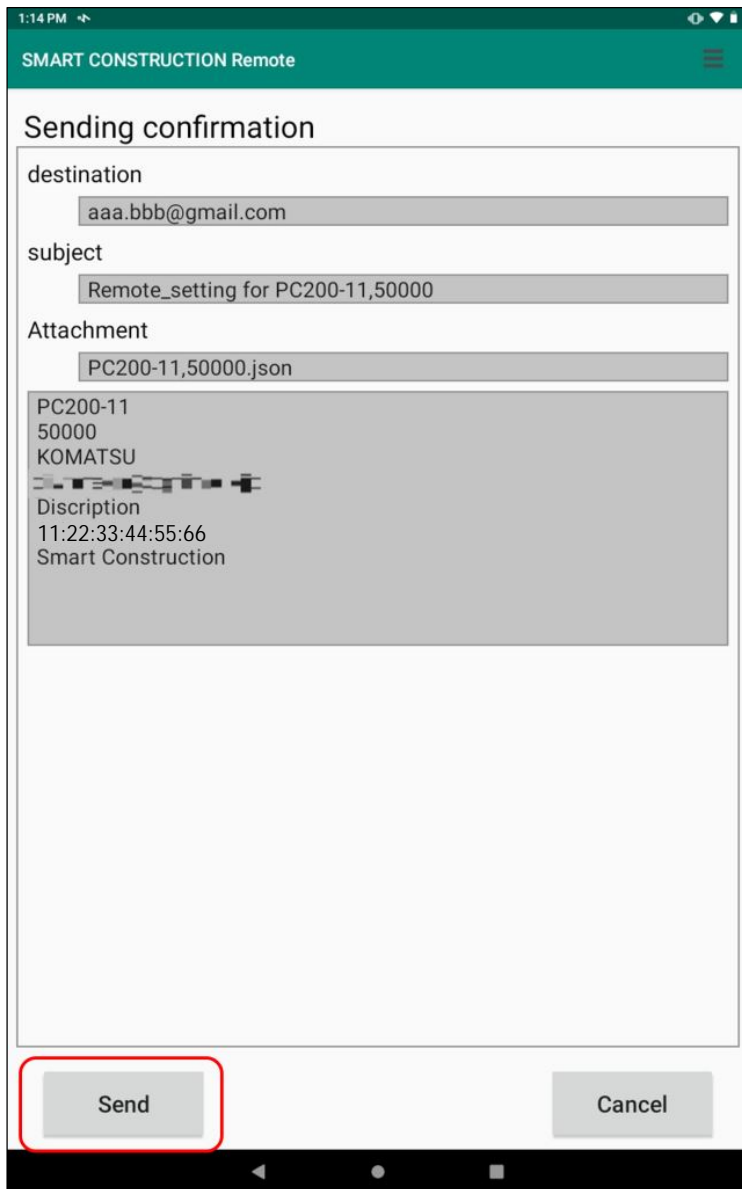 1:14 PM
SMART CONSTRUCTION Remote
Sending confirmation
destination
aaa.bbb@gmail.com
subject
Remote_setting for PC200-11,50000
Attachment
PC200-11,50000.json
PC200-11
50000
KOMATSU
Discription
11:22:33:44:55:66
Smart Construction
Send
Cancel